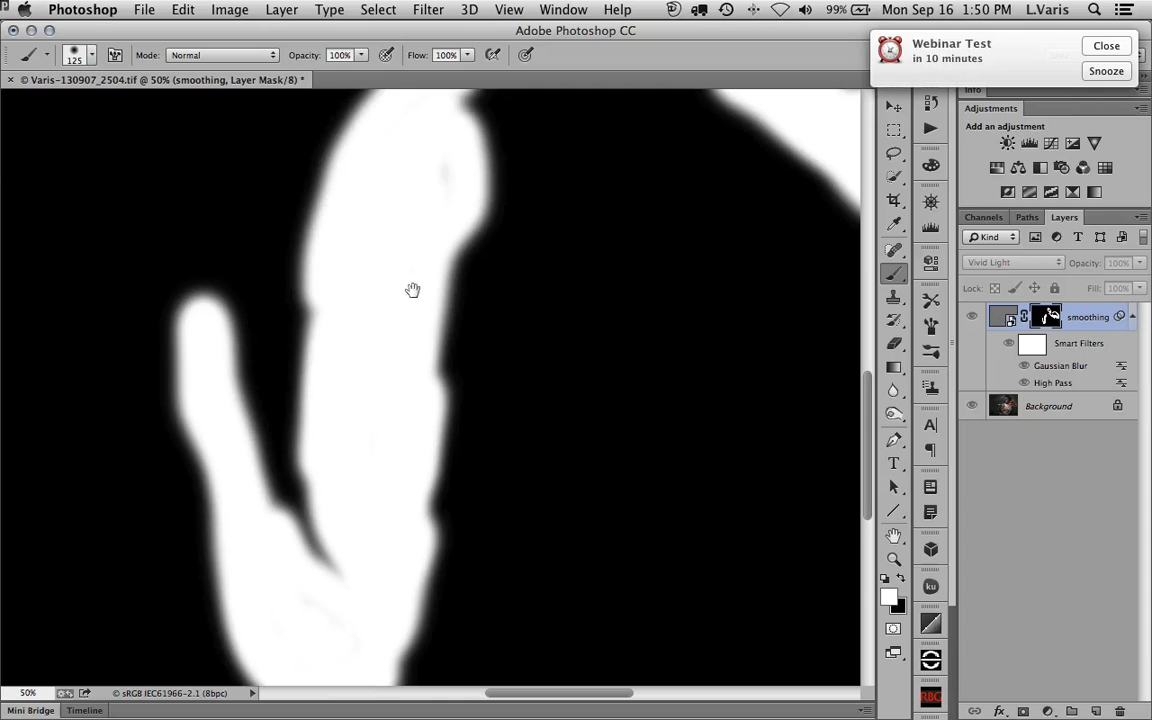 Photoshop File Edit Image Layer Type Select Filter 3D View Window Help 99% Mon Sep 16 1:50 PM L.Varis
Adobe Photoshop CC
Webinar Test
in 10 minutes
Close
Snooze
125 Mode: Normal Opacity: 100% Flow: 100%
© Varis-130907_2504.tif @ 50% (smoothing, Layer Mask/8) *
Info
Adjustments
Add an adjustment
Channels Paths Layers
Kind
Vivid Light Opacity: 100%
Lock: Fill: 100%
smoothing
Smart Filters
Gaussian Blur
High Pass
Background
A
ku
RBG
50% © sRGB IEC61966-2.1 (8bpc)
Mini Bridge Timeline
fx